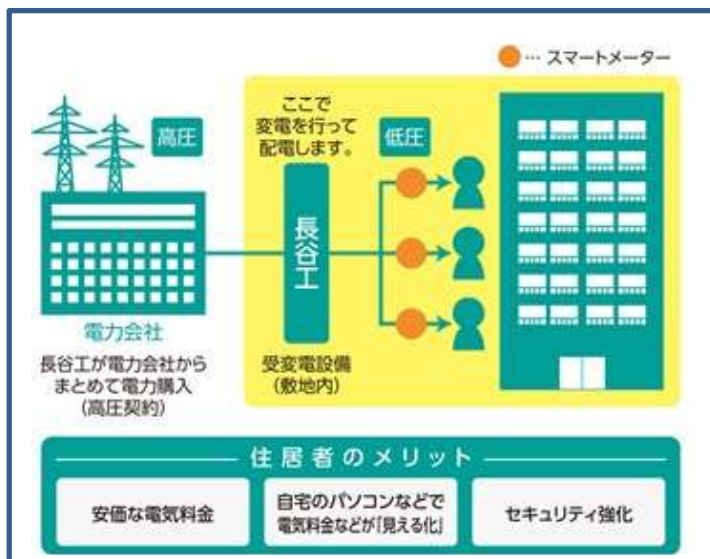 ●… スマートメーター
高圧
ここで
変電を行って
配電します。
低圧
長谷工
電力会社
長谷工が電力会社から
まとめて電力購入
(高圧契約)
受変電設備
(敷地内)
住居者のメリット
安価な電気料金
自宅のパソコンなどで
電気料金などが「見える化」
セキュリティ強化